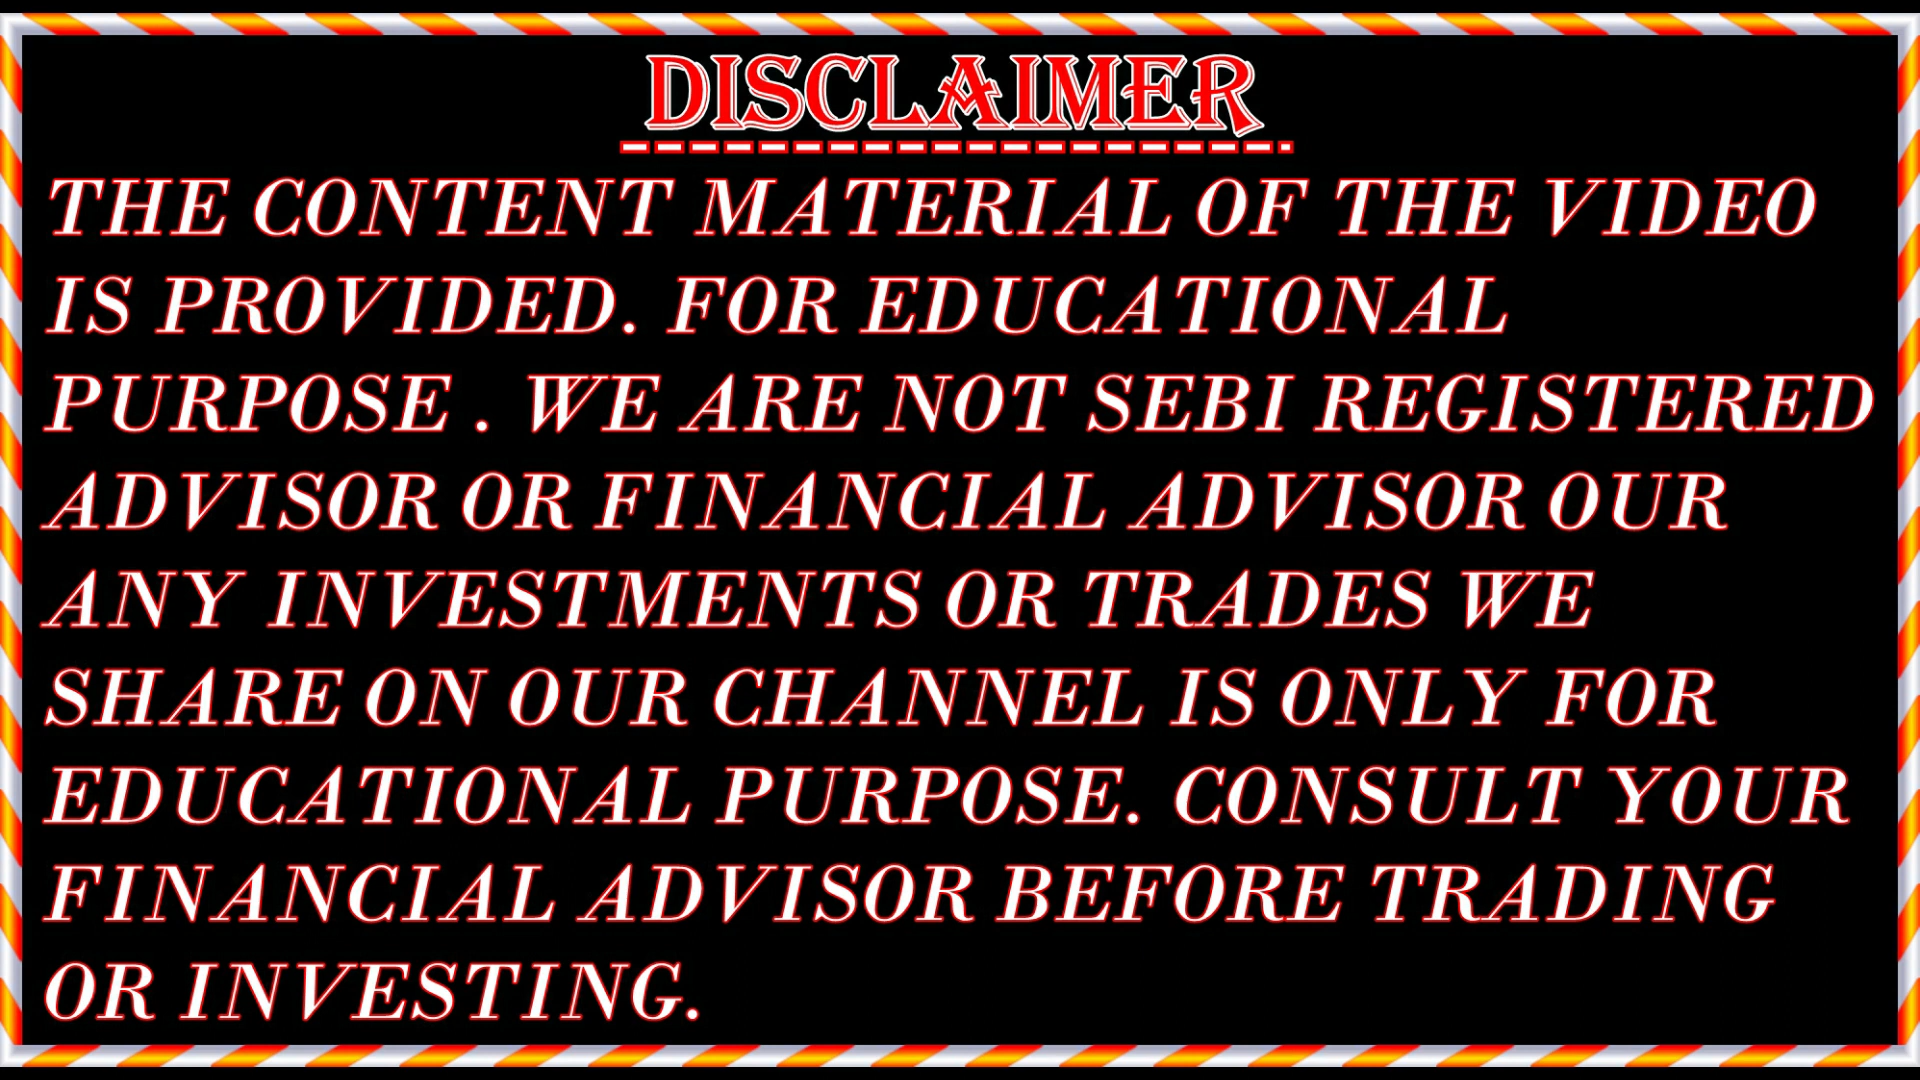 DISCLAIMER
THE CONTENT MATERIAL OF THE VIDEO
IS PROVIDED. FOR EDUCATIONAL
PURPOSE . WE ARE NOT SEBI REGISTERED
ADVISOR OR FINANCIAL ADVISOR OUR
ANY INVESTMENTS OR TRADES WE
SHARE ON OUR CHANNEL IS ONLY FOR
EDUCATIONAL PURPOSE. CONSULT YOUR
FINANCIAL ADVISOR BEFORE TRADING
OR INVESTING.